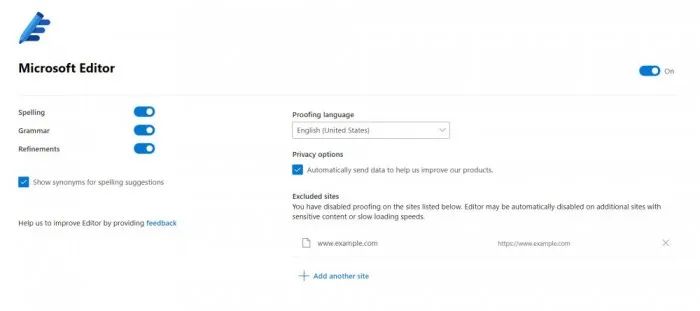 Microsoft Editor
On
Spelling
Grammar
Refinements
Show synonyms for spelling suggestions
Help us to improve Editor by providing feedback
Proofing language
English (United States)
Privacy options
Automatically send data to help us improve our products.
Excluded sites
You have disabled proofing on the sites listed below. Editor may be automatically disabled on additional sites with
sensitive content or slow loading speeds.
www.example.com https://www.example.com
Add another site